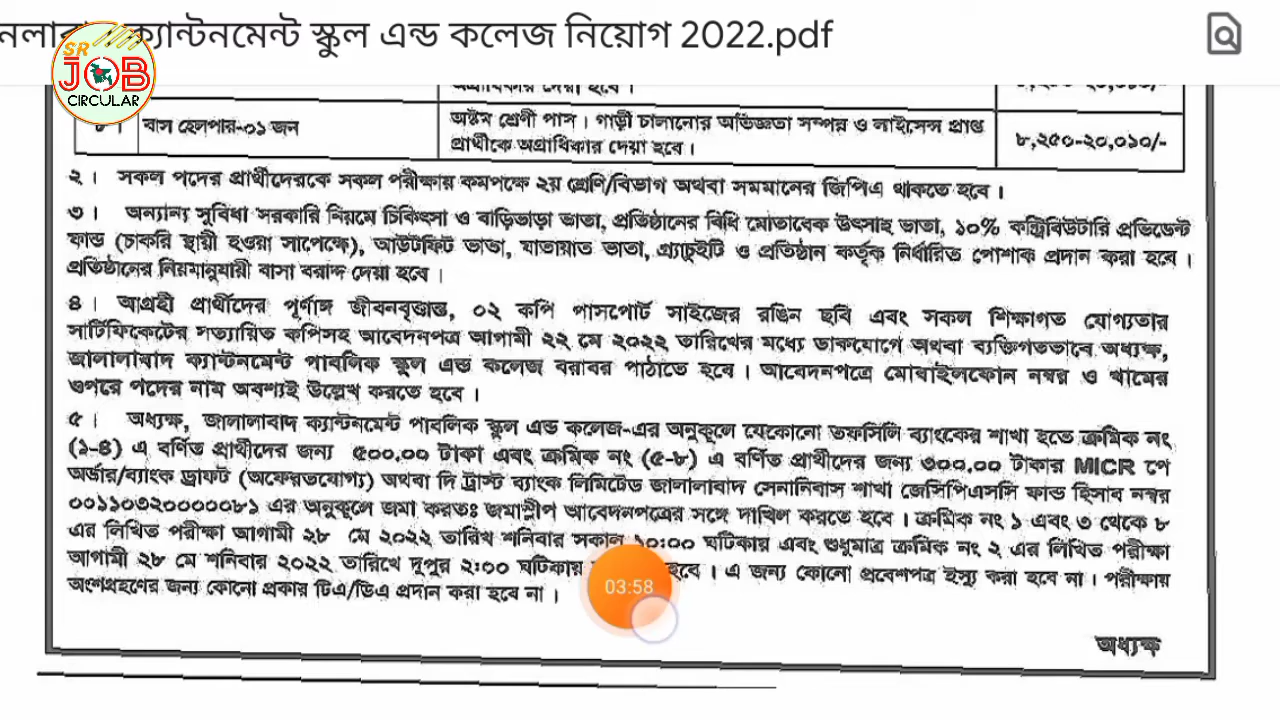 ক্যান্টনমেন্ট স্কুল এন্ড কলেজ নিয়োগ 2022.pdf
SR
JOB
CIRCULAR
অগ্রাধিকার দেয়া হবে।
৮। বাস হেলপার-০১ জন
অষ্টম শ্রেণী পাস। গাড়ী চালানোর অভিজ্ঞতা সম্পন্ন ও লাইসেন্স প্রাপ্ত
প্রার্থীকে অগ্রাধিকার দেয়া হবে।
৮,২৫০-২০,০১০/-
২। সকল পদের প্রার্থীদেরকে সকল পরীক্ষায় কমপক্ষে ২য় শ্রেণি/বিভাগ অথবা সমমানের জিপিএ থাকতে হবে।
৩। অন্যান্য সুবিধা সরকারি নিয়মে চিকিৎসা ও বাড়িভাড়া ভাতা, প্রতিষ্ঠানের বিধি মোতাবেক উৎসাহ ভাতা, ১০% কন্ট্রিবিউটারি প্রভিডেন্ট
ফান্ড (চাকরি স্থায়ী হওয়া সাপেক্ষে), আউটফিট ভাতা, যাতায়াত ভাতা, গ্র্যাচুইটি ও প্রতিষ্ঠান কর্তৃক নির্ধারিত পোশাক প্রদান করা হবে।
প্রতিষ্ঠানের নিয়মানুযায়ী বাসা বরাদ্দ দেয়া হবে।
৪। আগ্রহী প্রার্থীদের পূর্ণাঙ্গ জীবনবৃত্তান্ত, ০২ কপি পাসপোর্ট সাইজের রঙিন ছবি এবং সকল শিক্ষাগত যোগ্যতার
সার্টিফিকেটের সত্যায়িত কপিসহ আবেদনপত্র আগামী ২২ মে ২০২২ তারিখের মধ্যে ডাকযোগে অথবা ব্যক্তিগতভাবে অধ্যক্ষ,
জালালাবাদ ক্যান্টনমেন্ট পাবলিক স্কুল এন্ড কলেজ বরাবর পাঠাতে হবে। আবেদনপত্রে মোবাইলফোন নম্বর ও খামের
ওপরে পদের নাম অবশ্যই উল্লেখ করতে হবে।
৫। অধ্যক্ষ, জালালাবাদ ক্যান্টনমেন্ট পাবলিক স্কুল এন্ড কলেজ-এর অনুকূলে যেকোনো তফসিলি ব্যাংকের শাখা হতে ক্রমিক নং
(১-৪) এ বর্ণিত প্রার্থীদের জন্য ৫০০.০০ টাকা এবং ক্রমিক নং (৫-৮) এ বর্ণিত প্রার্থীদের জন্য ৩০০.০০ টাকার MICR পে
অর্ডার/ব্যাংক ড্রাফট (অফেরতযোগ্য) অথবা দি ট্রাস্ট ব্যাংক লিমিটেড জালালাবাদ সেনানিবাস শাখা জেসিপিএসসি ফান্ড হিসাব নম্বর
০০১১০৩২০০০০০৮১ এর অনুকূলে জমা করতঃ জমাস্লীপ আবেদনপত্রের সঙ্গে দাখিল করতে হবে। ক্রমিক নং ১ এবং ৩ থেকে ৮
এর লিখিত পরীক্ষা আগামী ২৮ মে ২০২২ তারিখ শনিবার সকাল ১০:০০ ঘটিকায় এবং শুধুমাত্র ক্রমিক নং ২ এর লিখিত পরীক্ষা
আগামী ২৮ মে শনিবার ২০২২ তারিখে দুপুর ২:০০ ঘটিকায় হবে। এ জন্য কোনো প্রবেশপত্র ইস্যু করা হবে না। পরীক্ষায়
অংশগ্রহণের জন্য কোনো প্রকার টিএ/ডিএ প্রদান করা হবে না।
03:58
অধ্যক্ষ